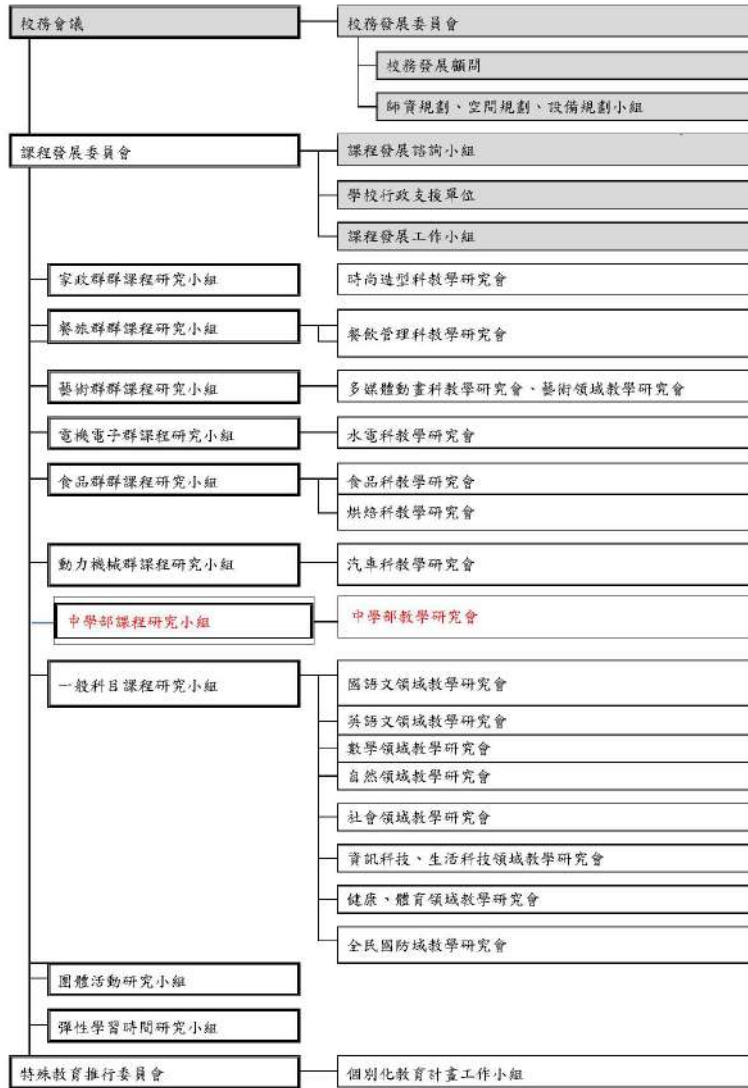 校務會議
校務發展委員會
校務發展顧問
師資規劃、空間規劃、設備規劃小組
課程發展委員會
課程發展諮詢小組
學校行政支援單位
課程發展工作小組
家政群群課程研究小組
時尚造型科教學研究會
餐旅群群課程研究小組
餐飲管理科教學研究會
藝術群群課程研究小組
多媒體動畫科教學研究會、藝術領域教學研究會
電機電子群課程研究小組
水電科教學研究會
食品群群課程研究小組
食品科教學研究會
烘焙科教學研究會
動力機械群課程研究小組
汽車科教學研究會
中學部課程研究小組
中學部教學研究會
一般科目課程研究小組
國語文領域教學研究會
英語文領域教學研究會
數學領域教學研究會
自然領域教學研究會
社會領域教學研究會
資訊科技、生活科技領域教學研究會
健康、體育領域教學研究會
全民國防域教學研究會
團體活動研究小組
彈性學習時間研究小組
特殊教育推行委員會
個別化教育計畫工作小組